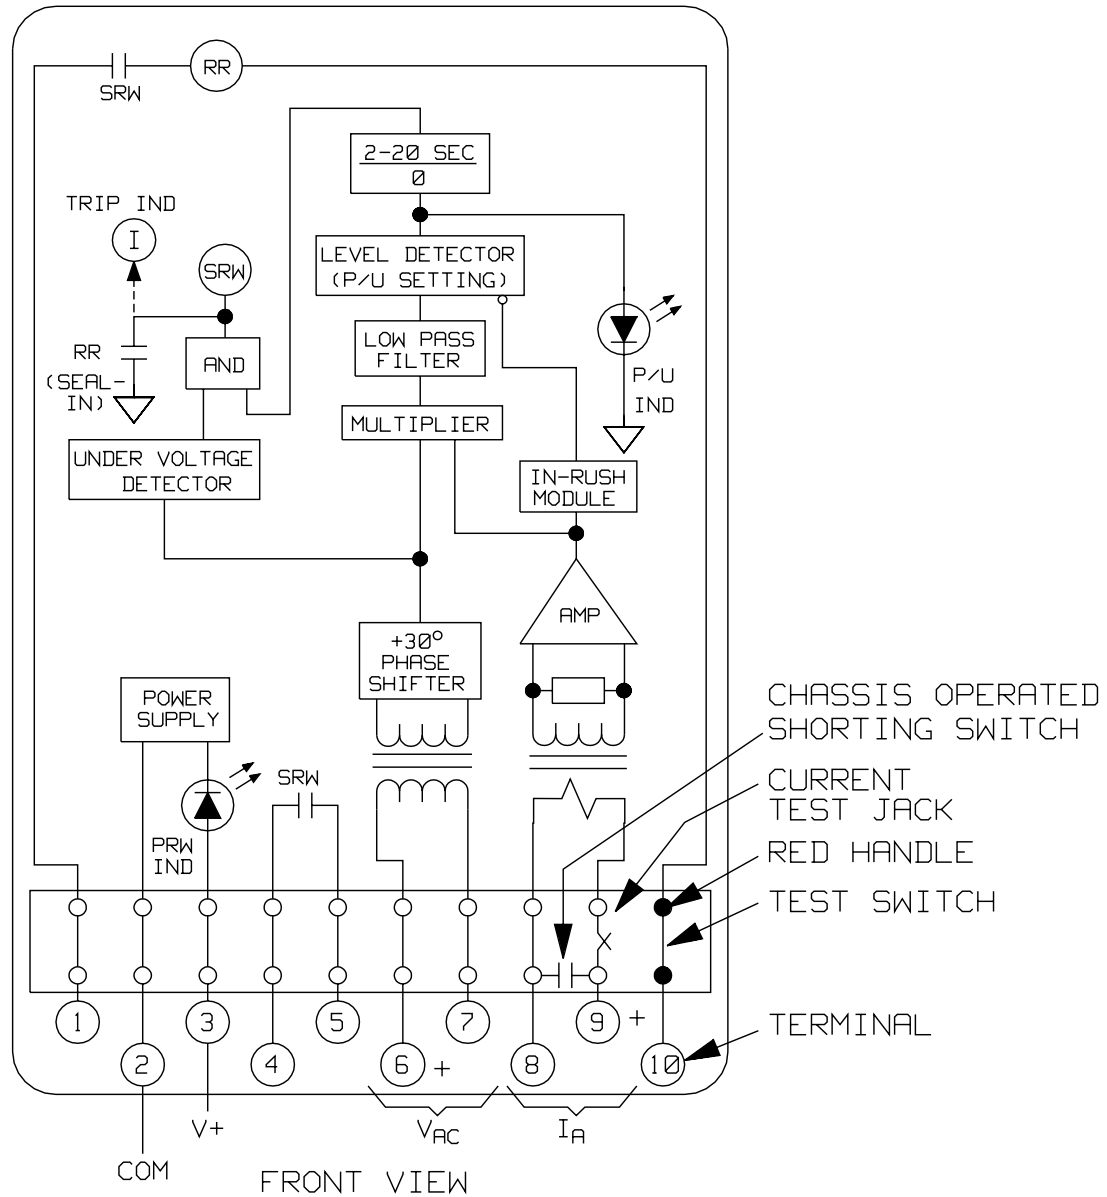 RR
SRW
2-20 SEC
0
TRIP IND
I
SRW
LEVEL DETECTOR
(P/U SETTING)
RR
(SEAL-
IN)
AND
LOW PASS
FILTER
P/U
IND
MULTIPLIER
UNDER VOLTAGE
DETECTOR
IN-RUSH
MODULE
AMP
+30°
PHASE
SHIFTER
POWER
SUPPLY
CHASSIS OPERATED
SHORTING SWITCH
SRW
CURRENT
TEST JACK
PRW
IND
RED HANDLE
TEST SWITCH
1
3
5
7
9
+
TERMINAL
2
4
6
+
8
10
V+
VAC
IA
COM
FRONT VIEW